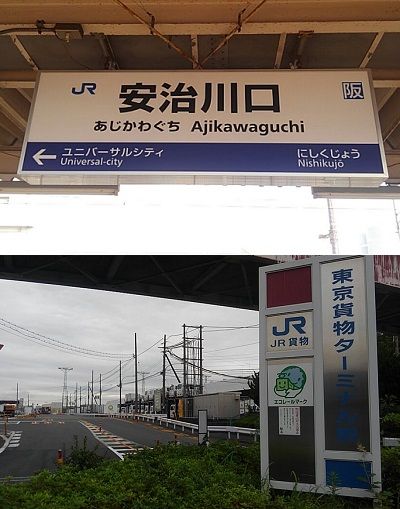 JR 安治川口 阪
あじかわぐち Ajikawaguchi
ユニバーサルシティ にしくじょう
Universal-city Nishikujō
JR
JR貨物
東京貨物ターミナル駅
エコレールマーク